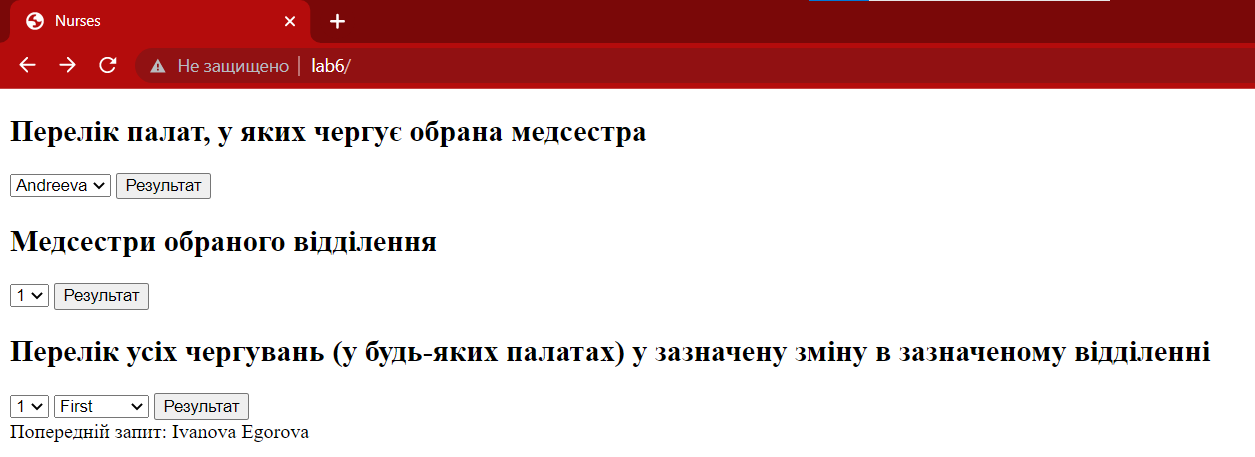 Nurses
Не защищено lab6/
Перелік палат, у яких чергує обрана медсестра
Andreeva Результат
Медсестри обраного відділення
1 Результат
Перелік усіх чергувань (у будь-яких палатах) у зазначену зміну в зазначеному відділенні
1 First Результат
Попередній запит: Ivanova Egorova